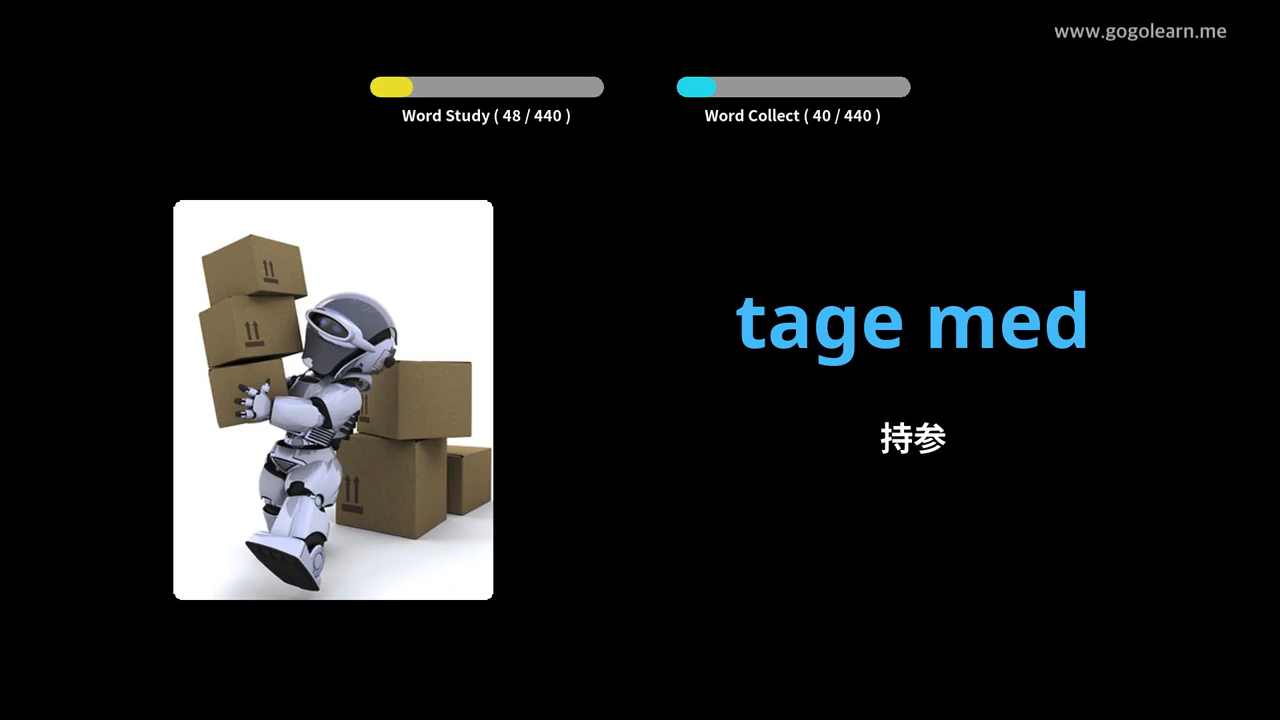 www.gogolearn.me
Word Study ( 48 / 440 )
Word Collect ( 40 / 440 )
tage med
持参